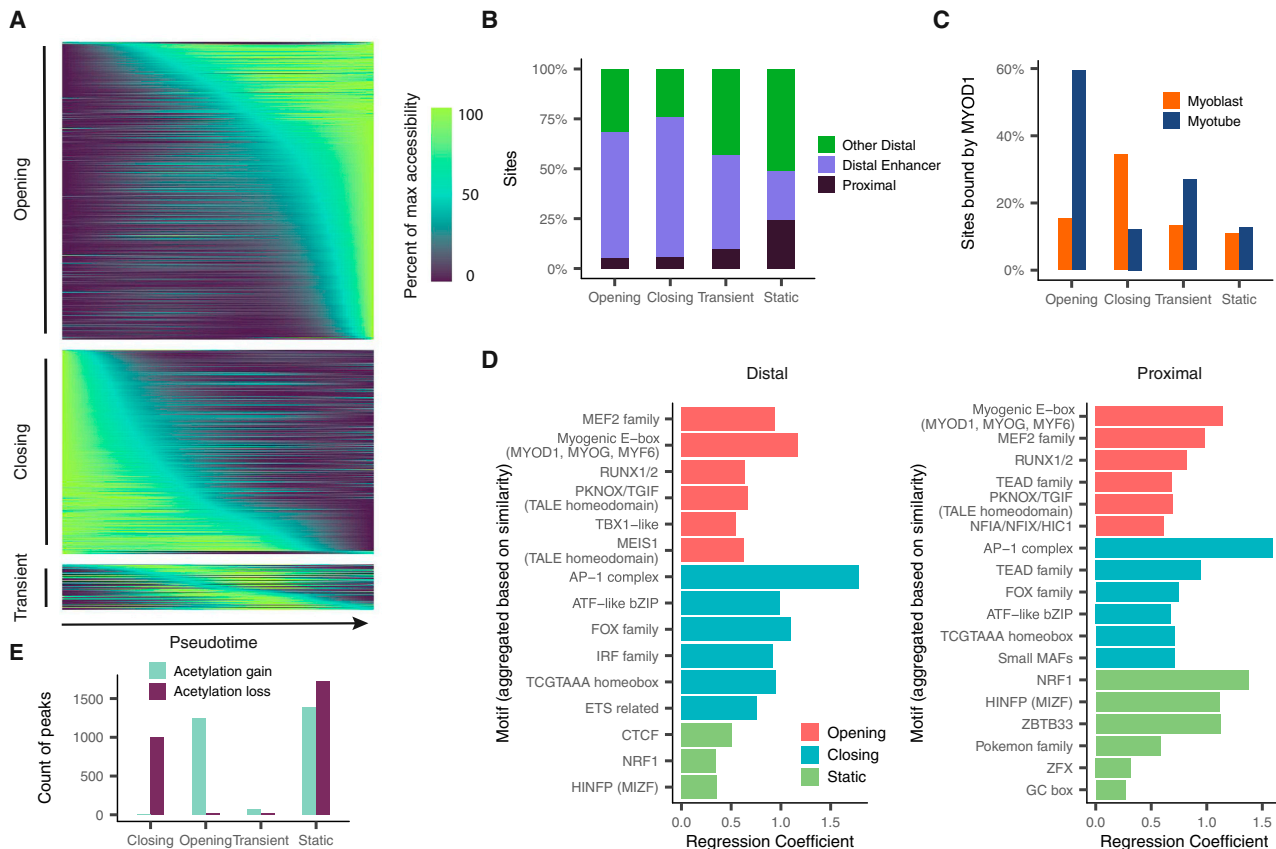 A
Opening
Closing
Transient
Pseudotime
Percent of max accessibility
100
50
0
B
Sites
100%
75%
50%
25%
0%
Opening Closing Transient Static
Other Distal
Distal Enhancer
Proximal
C
Sites bound by MYOD1
60%
40%
20%
0%
Opening Closing Transient Static
Myoblast
Myotube
D
Distal
Motif (aggregated based on similarity)
MEF2 family
Myogenic E-box
(MYOD1, MYOG, MYF6)
RUNX1/2
PKNOX/TGIF
(TALE homeodomain)
TBX1-like
MEIS1
(TALE homeodomain)
AP-1 complex
ATF-like bZIP
FOX family
IRF family
TCGTAAA homeobox
ETS related
CTCF
NRF1
HINFP (MIZF)
0.0 0.5 1.0 1.5
Regression Coefficient
Opening
Closing
Static
Proximal
Motif (aggregated based on similarity)
Myogenic E-box
(MYOD1, MYOG, MYF6)
MEF2 family
RUNX1/2
TEAD family
PKNOX/TGIF
(TALE homeodomain)
NFIA/NFIX/HIC1
AP-1 complex
TEAD family
FOX family
ATF-like bZIP
TCGTAAA homeobox
Small MAFs
NRF1
HINFP (MIZF)
ZBTB33
Pokemon family
ZFX
GC box
0.0 0.5 1.0 1.5
Regression Coefficient
E
Acetylation gain
Acetylation loss
Count of peaks
1500
1000
500
0
Closing Opening Transient Static